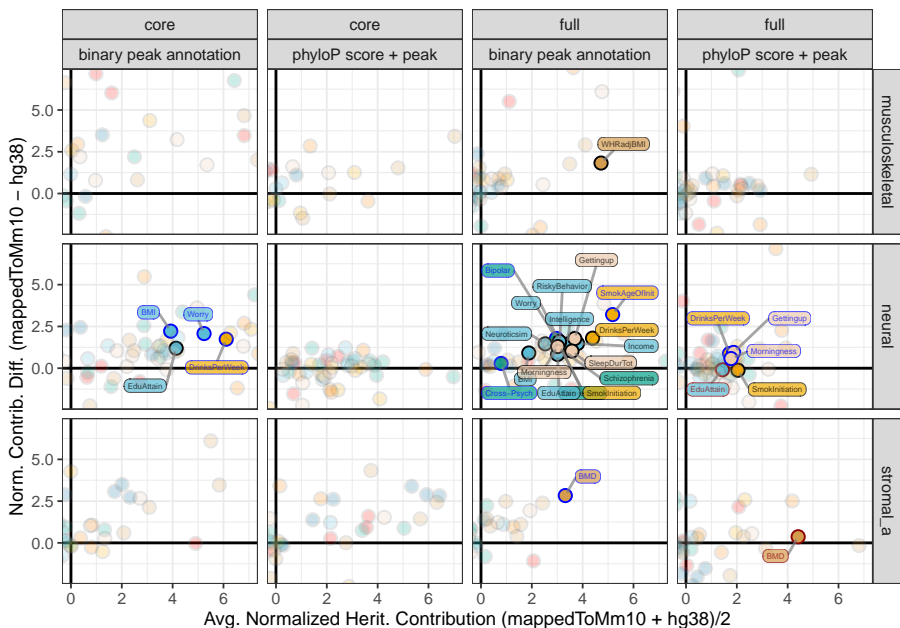 core
core
full
full
binary peak annotation
phyloP score + peak
binary peak annotation
phyloP score + peak
Norm. Contrib. Diff. (mappedToMm10 − hg38)
5.0
2.5
0.0
WHRadjBMI
musculoskeletal
5.0
2.5
0.0
BMI
Worry
DrinksPerWeek
EduAttain
Gettingup
Bipolar
RiskyBehavior
SmokAgeOfInit
Worry
Intelligence
DrinksPerWeek
Neuroticsim
Income
SleepDurTot
Morningness
Schizophrenia
BMI
Cross−Psych
EduAttain
SmokInitiation
DrinksPerWeek
Gettingup
Morningness
EduAttain
SmokInitiation
neural
5.0
2.5
0.0
BMD
BMD
stromal_a
0 2 4 6
0 2 4 6
0 2 4 6
0 2 4 6
Avg. Normalized Herit. Contribution (mappedToMm10 + hg38)/2